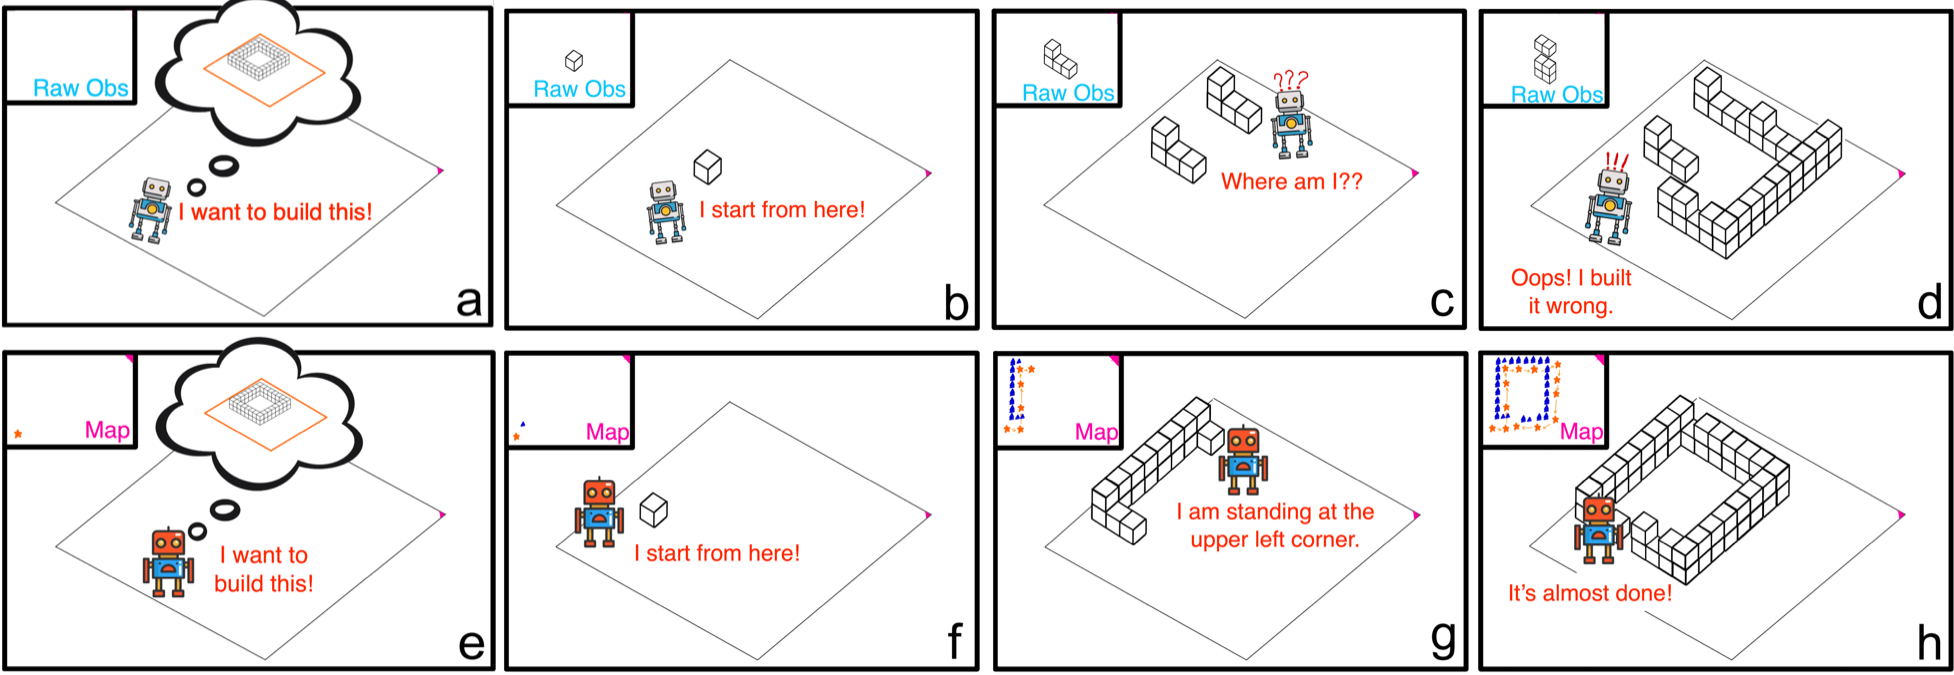 Raw Obs
I want to build this!
a
Raw Obs
I start from here!
b
Raw Obs
???
Where am I??
c
Raw Obs
!!!
Oops! I built
it wrong.
d
Map
I want to
build this!
e
Map
I start from here!
f
Map
I am standing at the
upper left corner.
g
Map
It's almost done!
h